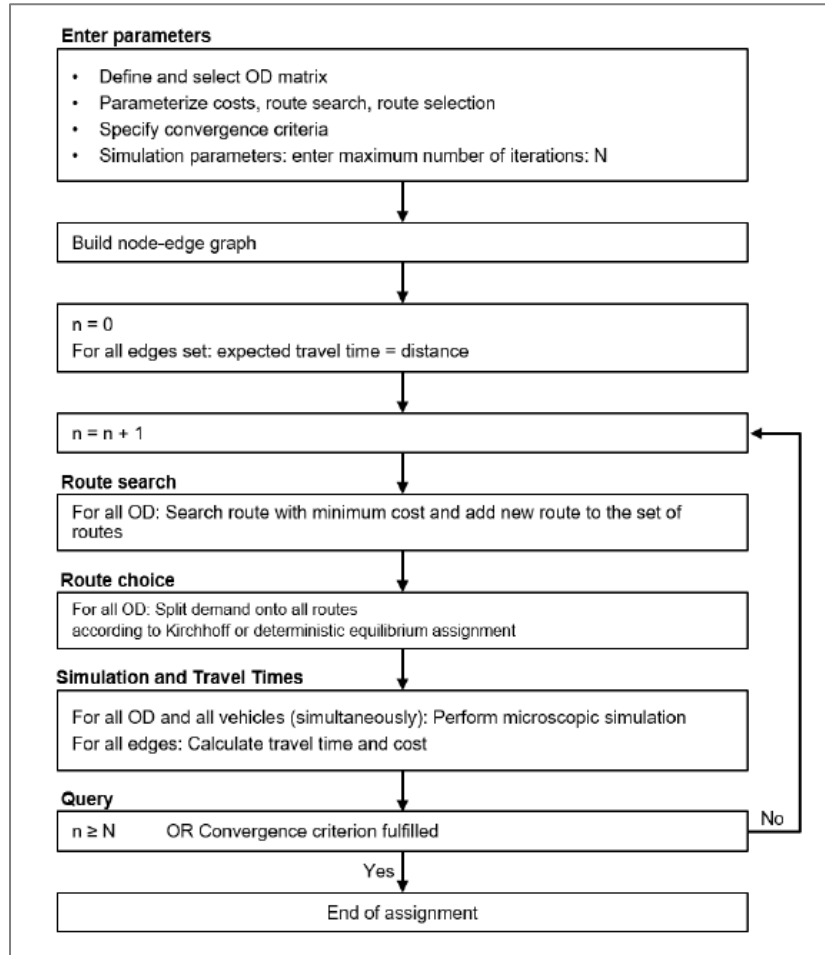 Enter parameters
• Define and select OD matrix
• Parameterize costs, route search, route selection
• Specify convergence criteria
• Simulation parameters: enter maximum number of iterations: N
Build node-edge graph
n = 0
For all edges set: expected travel time = distance
n = n + 1
Route search
For all OD: Search route with minimum cost and add new route to the set of
routes
Route choice
For all OD: Split demand onto all routes
according to Kirchhoff or deterministic equilibrium assignment
Simulation and Travel Times
For all OD and all vehicles (simultaneously): Perform microscopic simulation
For all edges: Calculate travel time and cost
Query
n ≥ N OR Convergence criterion fulfilled
No
Yes
End of assignment